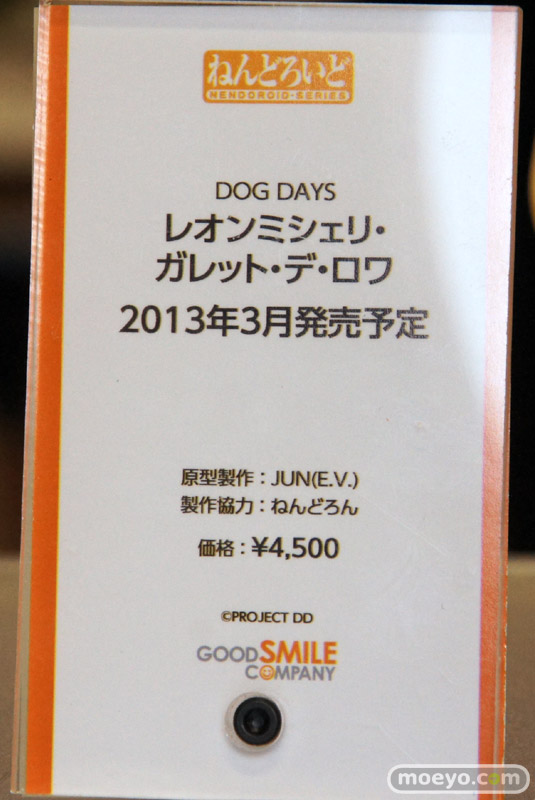 ねんどろいど
NENDOROID-SERIES
DOG DAYS
レオンミシェリ・
ガレット・デ・ロワ
2013年3月発売予定
原型製作：JUN(E.V.)
製作協力：ねんどろん
価格：¥4,500
©PROJECT DD
GOOD SMILE
COMPANY
moeyo.com